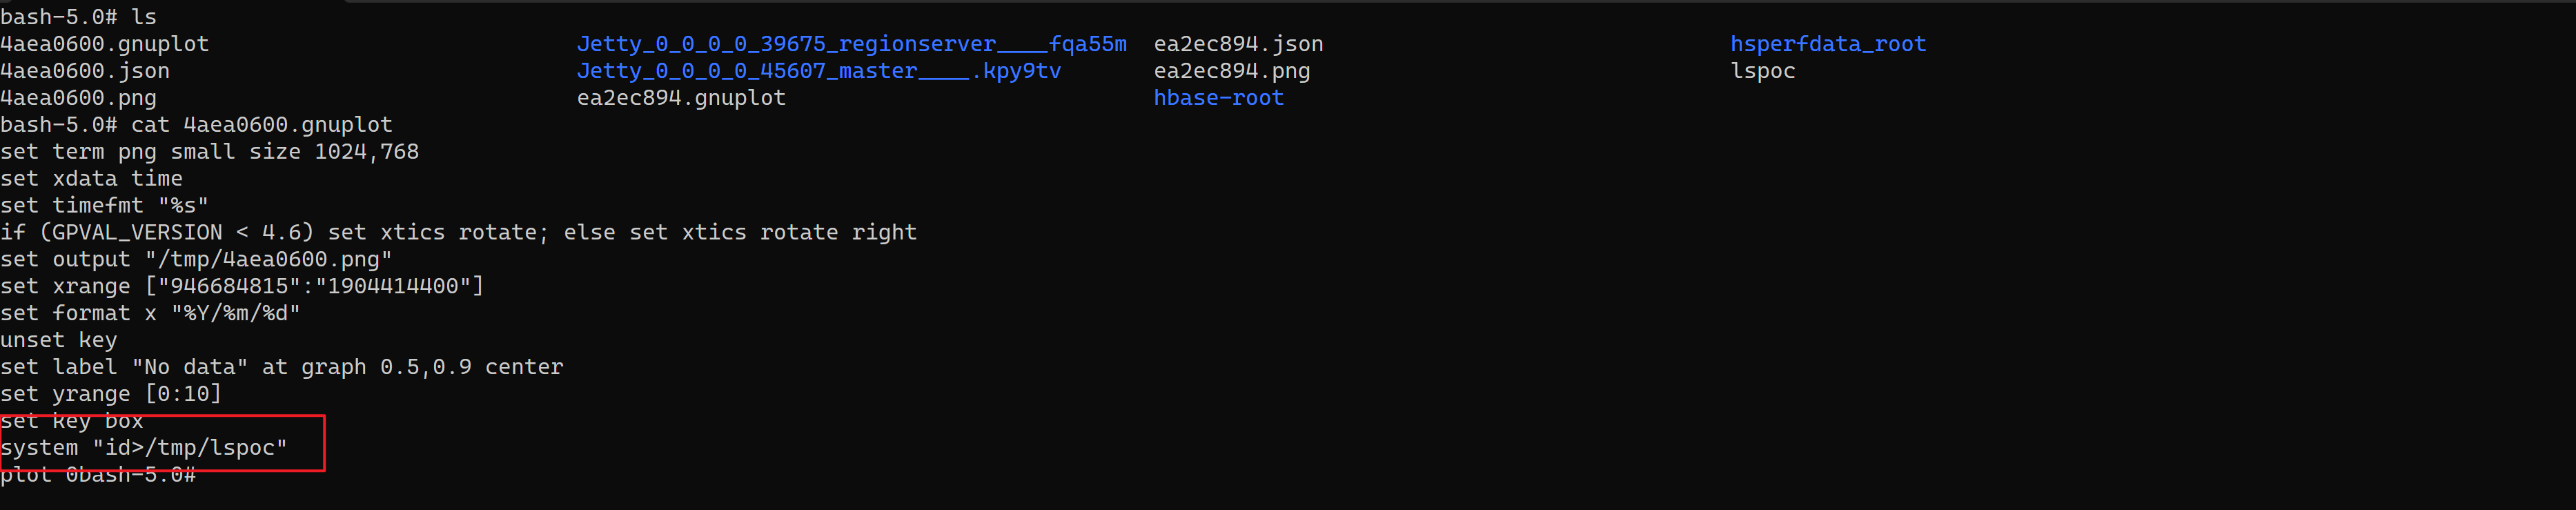 bash-5.0# ls
4aea0600.gnuplot Jetty_0_0_0_0_39675_regionserver____fqa55m ea2ec894.json hsperfdata_root
4aea0600.json Jetty_0_0_0_0_45607_master____.kpy9tv ea2ec894.png lspoc
4aea0600.png ea2ec894.gnuplot hbase-root
bash-5.0# cat 4aea0600.gnuplot
set term png small size 1024,768
set xdata time
set timefmt "%s"
if (GPVAL_VERSION < 4.6) set xtics rotate; else set xtics rotate right
set output "/tmp/4aea0600.png"
set xrange ["946684815":"1904414400"]
set format x "%Y/%m/%d"
unset key
set label "No data" at graph 0.5,0.9 center
set yrange [0:10]
set key box
system "id>/tmp/lspoc"
plot 0bash-5.0#